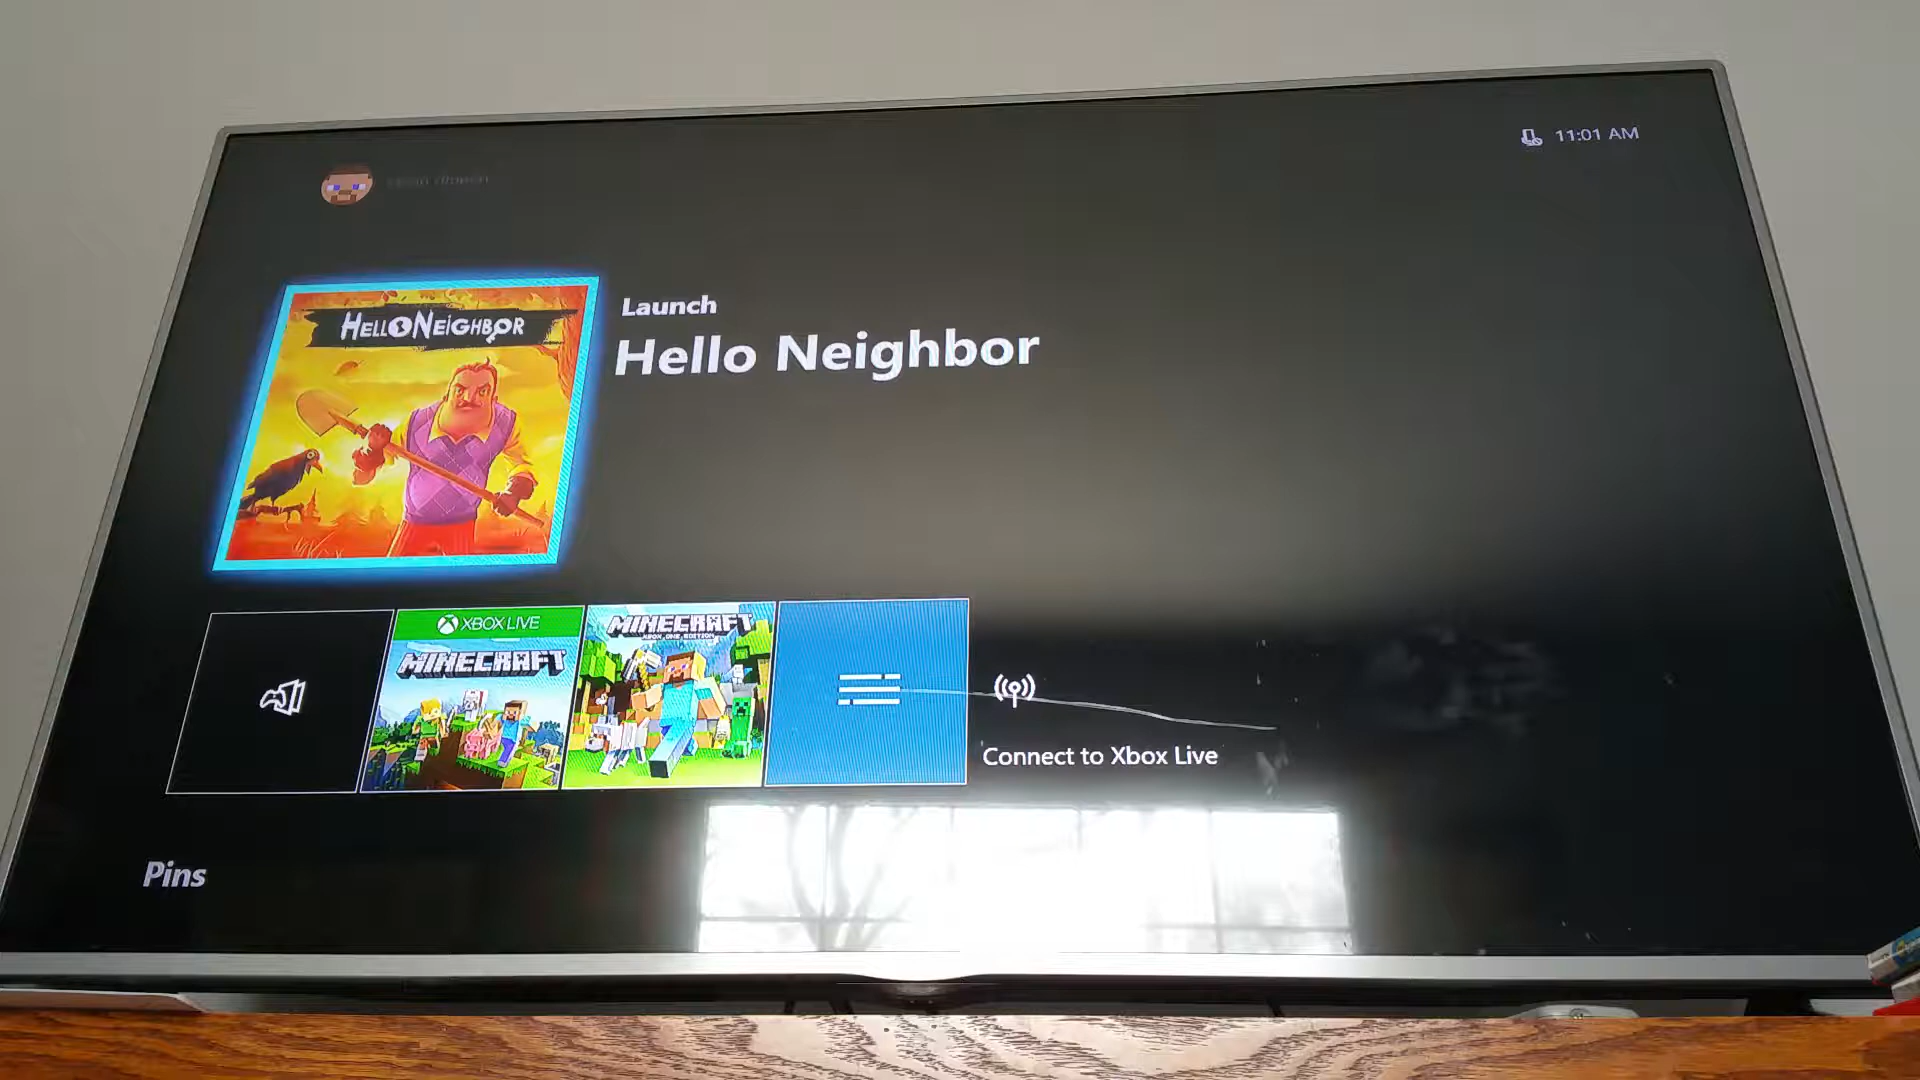 11:01 AM
HELLO NEIGHBOR
Launch
Hello Neighbor
XBOX LIVE
MINECRAFT
MINECRAFT
XBOX ONE EDITION
Connect to Xbox Live
Pins